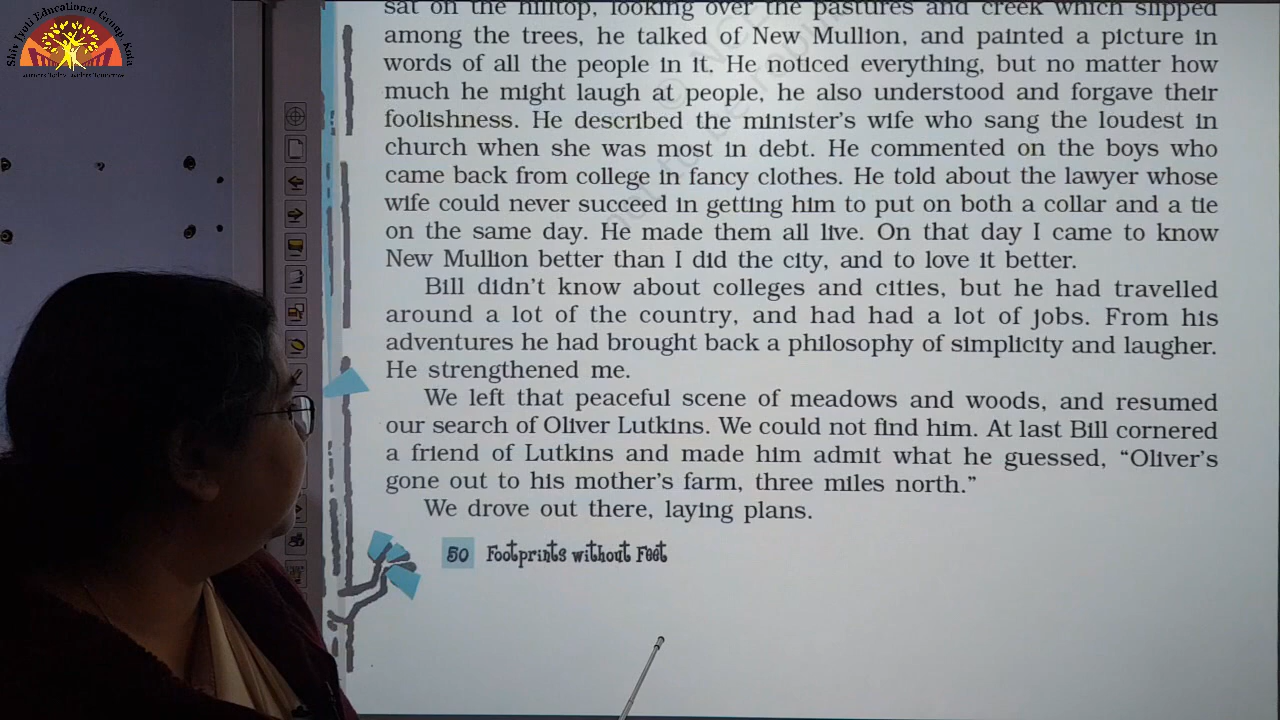 Shiv Jyoti Educational Group, Kota
sat on the hilltop, looking over the pastures and creek which slipped
among the trees, he talked of New Mullion, and painted a picture in
words of all the people in it. He noticed everything, but no matter how
much he might laugh at people, he also understood and forgave their
foolishness. He described the minister's wife who sang the loudest in
church when she was most in debt. He commented on the boys who
came back from college in fancy clothes. He told about the lawyer whose
wife could never succeed in getting him to put on both a collar and a tie
on the same day. He made them all live. On that day I came to know
New Mullion better than I did the city, and to love it better.
Bill didn't know about colleges and cities, but he had travelled
around a lot of the country, and had had a lot of jobs. From his
adventures he had brought back a philosophy of simplicity and laugher.
He strengthened me.
We left that peaceful scene of meadows and woods, and resumed
our search of Oliver Lutkins. We could not find him. At last Bill cornered
a friend of Lutkins and made him admit what he guessed, “Oliver's
gone out to his mother's farm, three miles north.”
We drove out there, laying plans.
50 Footprints without Feet